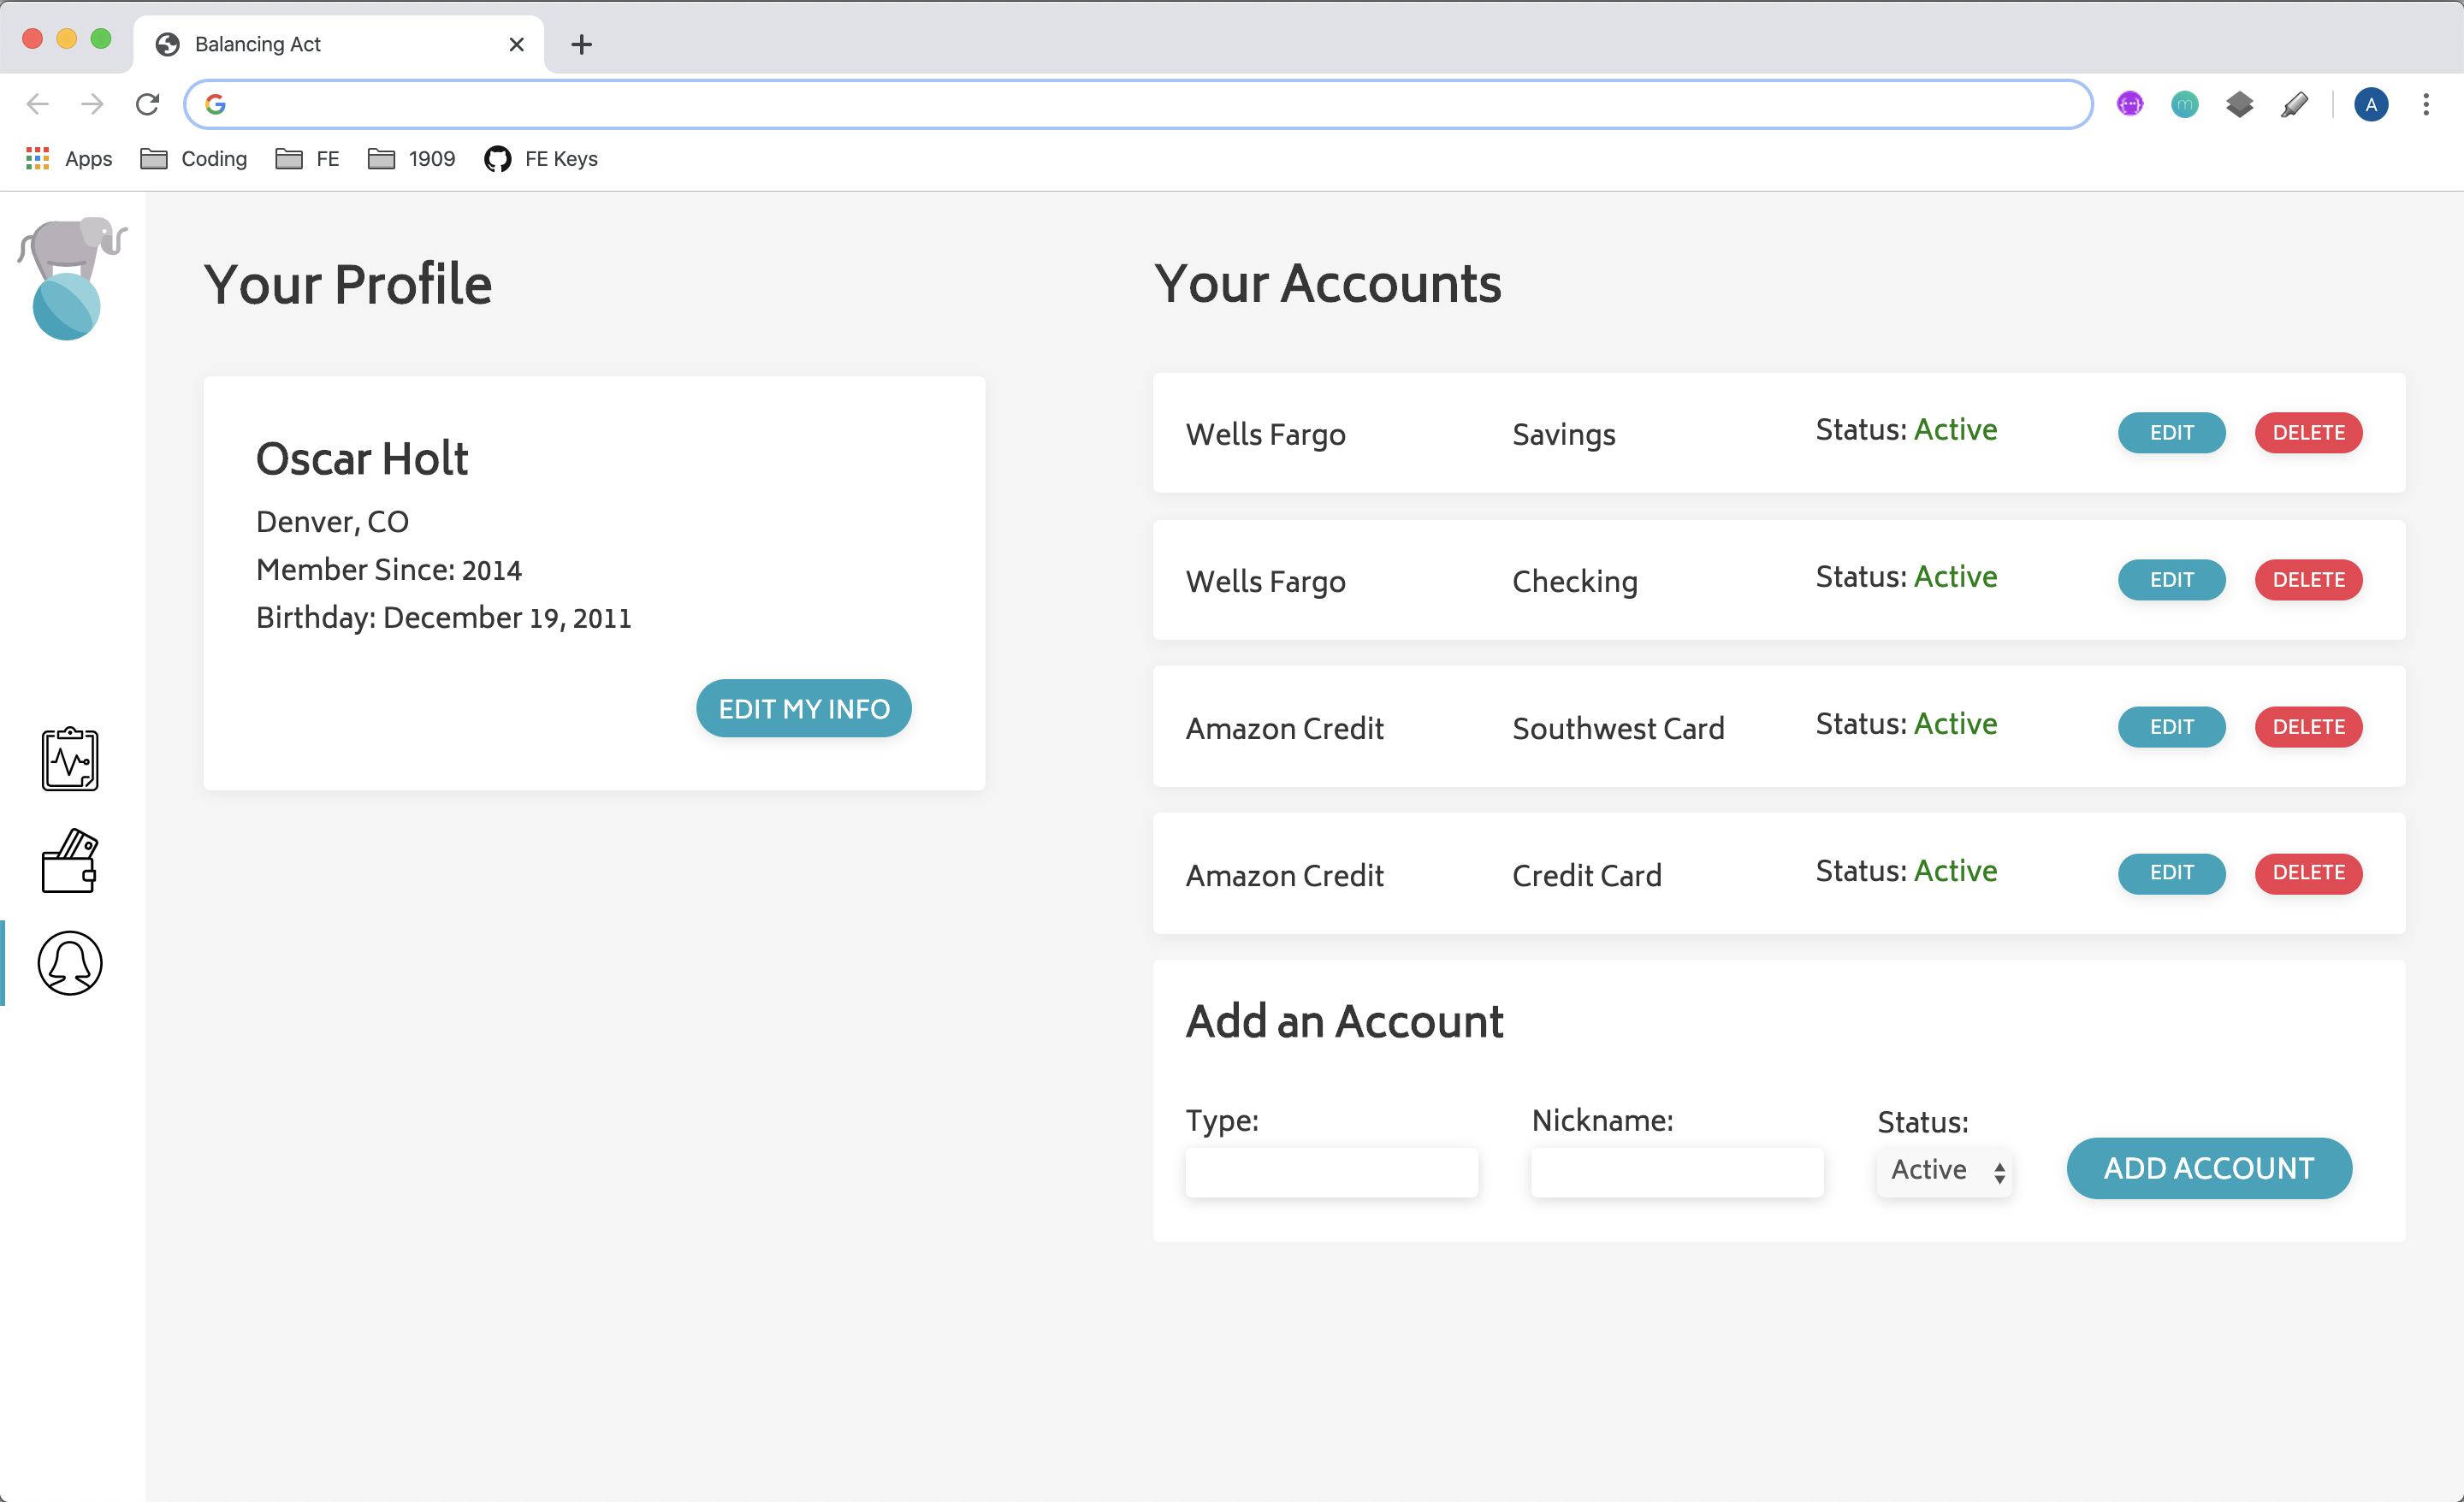 Balancing Act
A
Apps Coding FE 1909 FE Keys
Your Profile
Oscar Holt
Denver, CO
Member Since: 2014
Birthday: December 19, 2011
EDIT MY INFO
Your Accounts
Wells Fargo Savings Status: Active EDIT DELETE
Wells Fargo Checking Status: Active EDIT DELETE
Amazon Credit Southwest Card Status: Active EDIT DELETE
Amazon Credit Credit Card Status: Active EDIT DELETE
Add an Account
Type: Nickname: Status:
Active ADD ACCOUNT